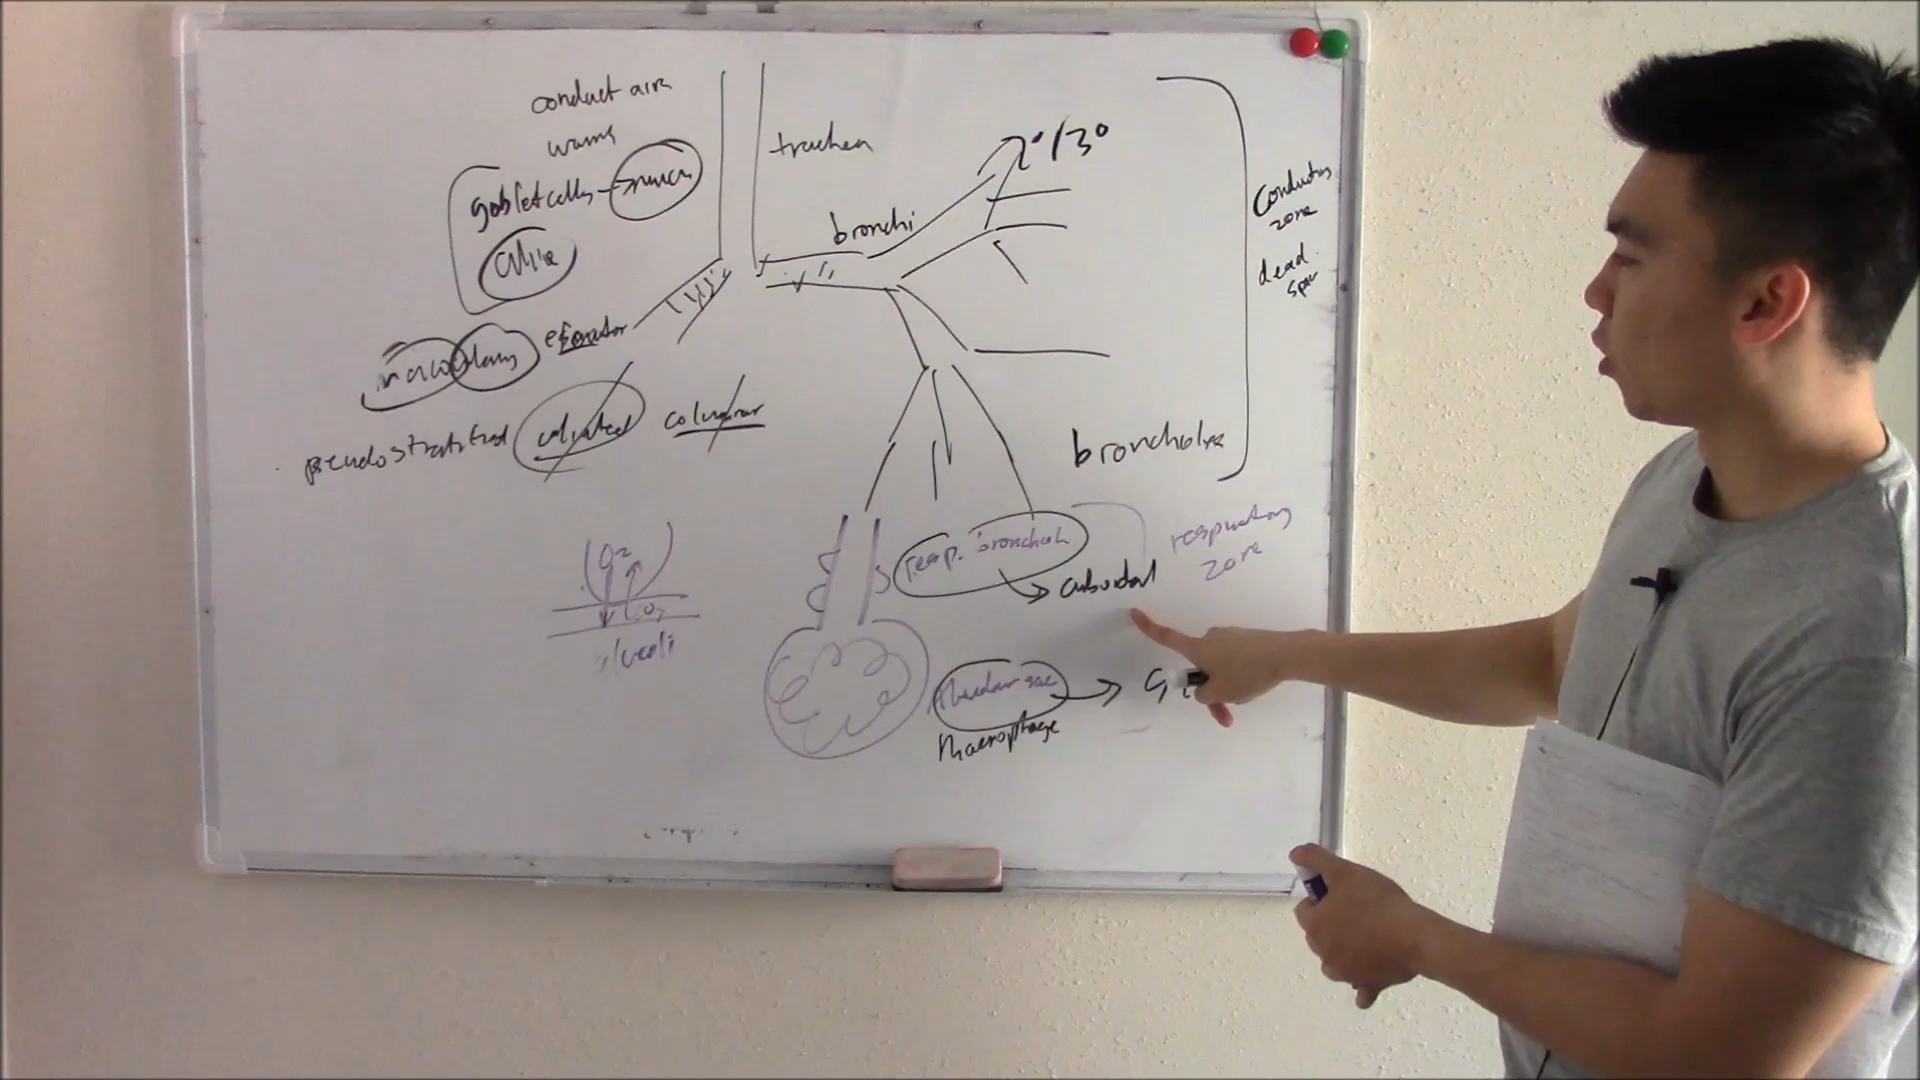 conduct air
warms
goblet cells → mucus
cilia
escalator
pseudostratified ciliated columnar
trachea
bronchi
2°/3°
Conducting
zone
dead
space
bronchiole
resp. bronchiole
→ cuboidal
respiratory
zone
O2
CO2
alveoli
Alveolar sac →
Macrophage